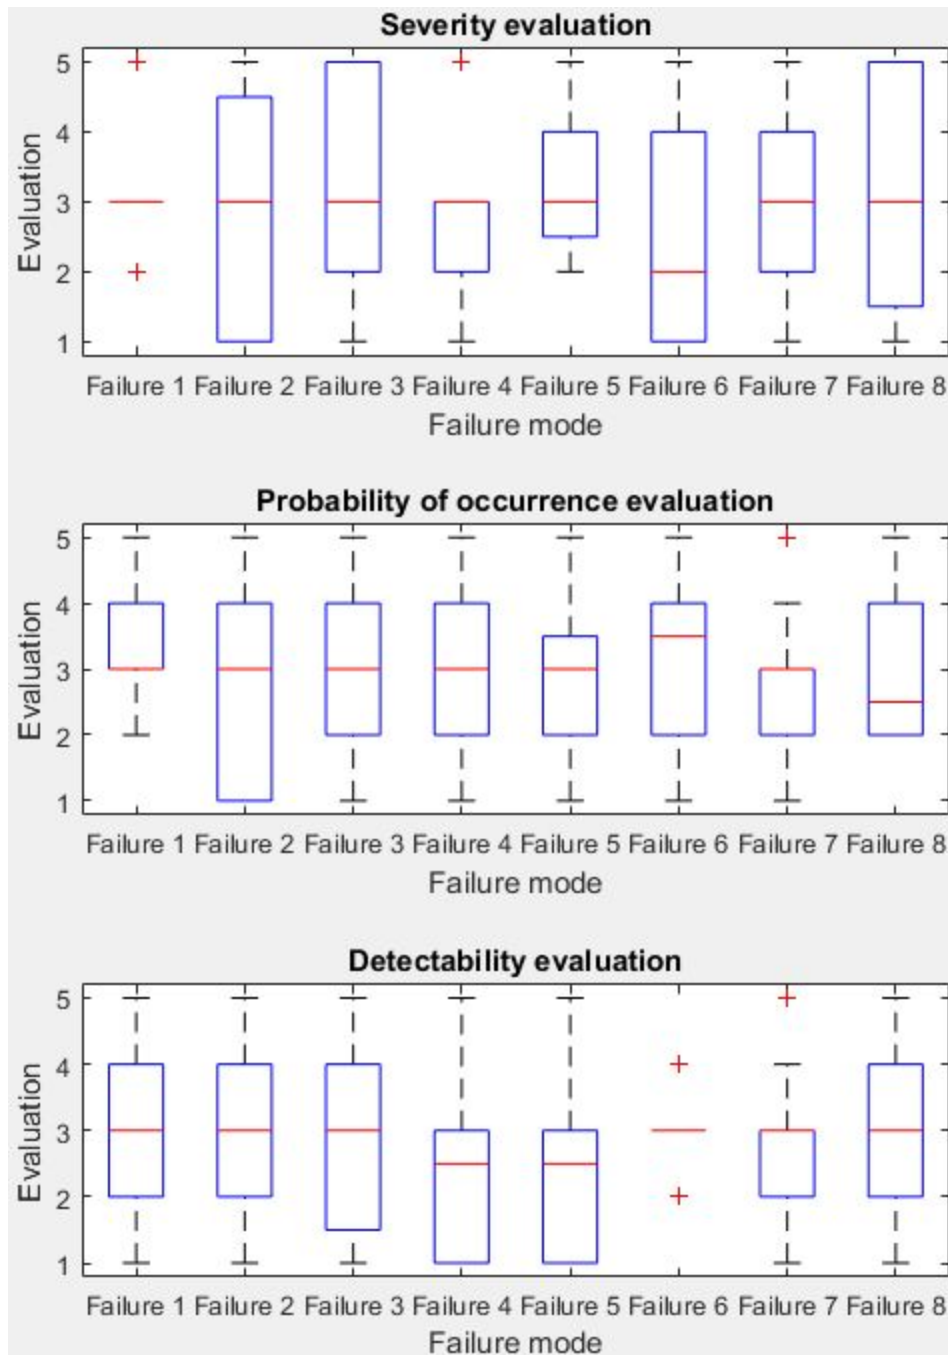 Severity evaluation
5
4
3
2
1
Evaluation
Failure 1 Failure 2 Failure 3 Failure 4 Failure 5 Failure 6 Failure 7 Failure 8
Failure mode
Probability of occurrence evaluation
5
4
3
2
1
Evaluation
Failure 1 Failure 2 Failure 3 Failure 4 Failure 5 Failure 6 Failure 7 Failure 8
Failure mode
Detectability evaluation
5
4
3
2
1
Evaluation
Failure 1 Failure 2 Failure 3 Failure 4 Failure 5 Failure 6 Failure 7 Failure 8
Failure mode